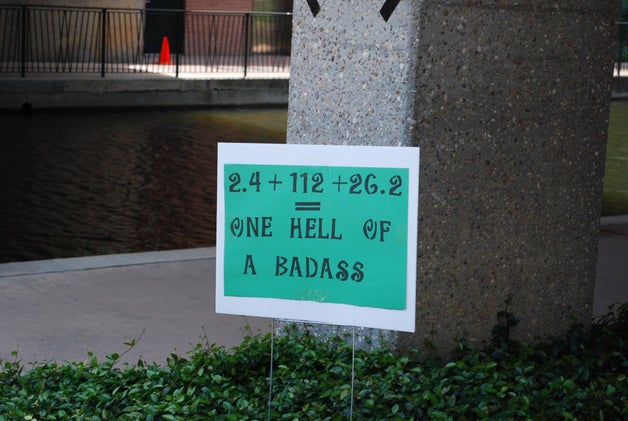 2.4 + 112 + 26.2
=
ONE HELL OF
A BADASS